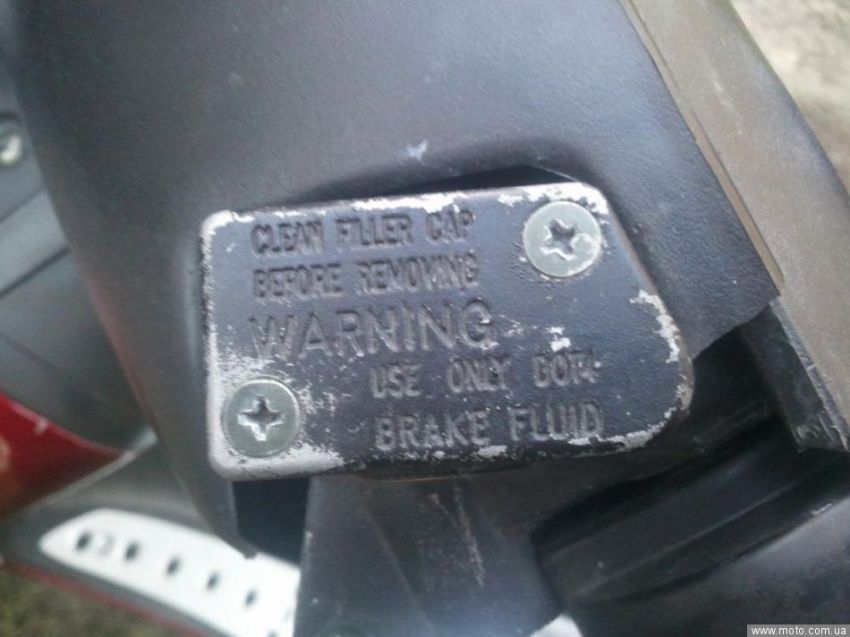 CLEAN FILLER CAP
BEFORE REMOVING
WARNING
USE ONLY DOT4
BRAKE FLUID
www.moto.com.ua